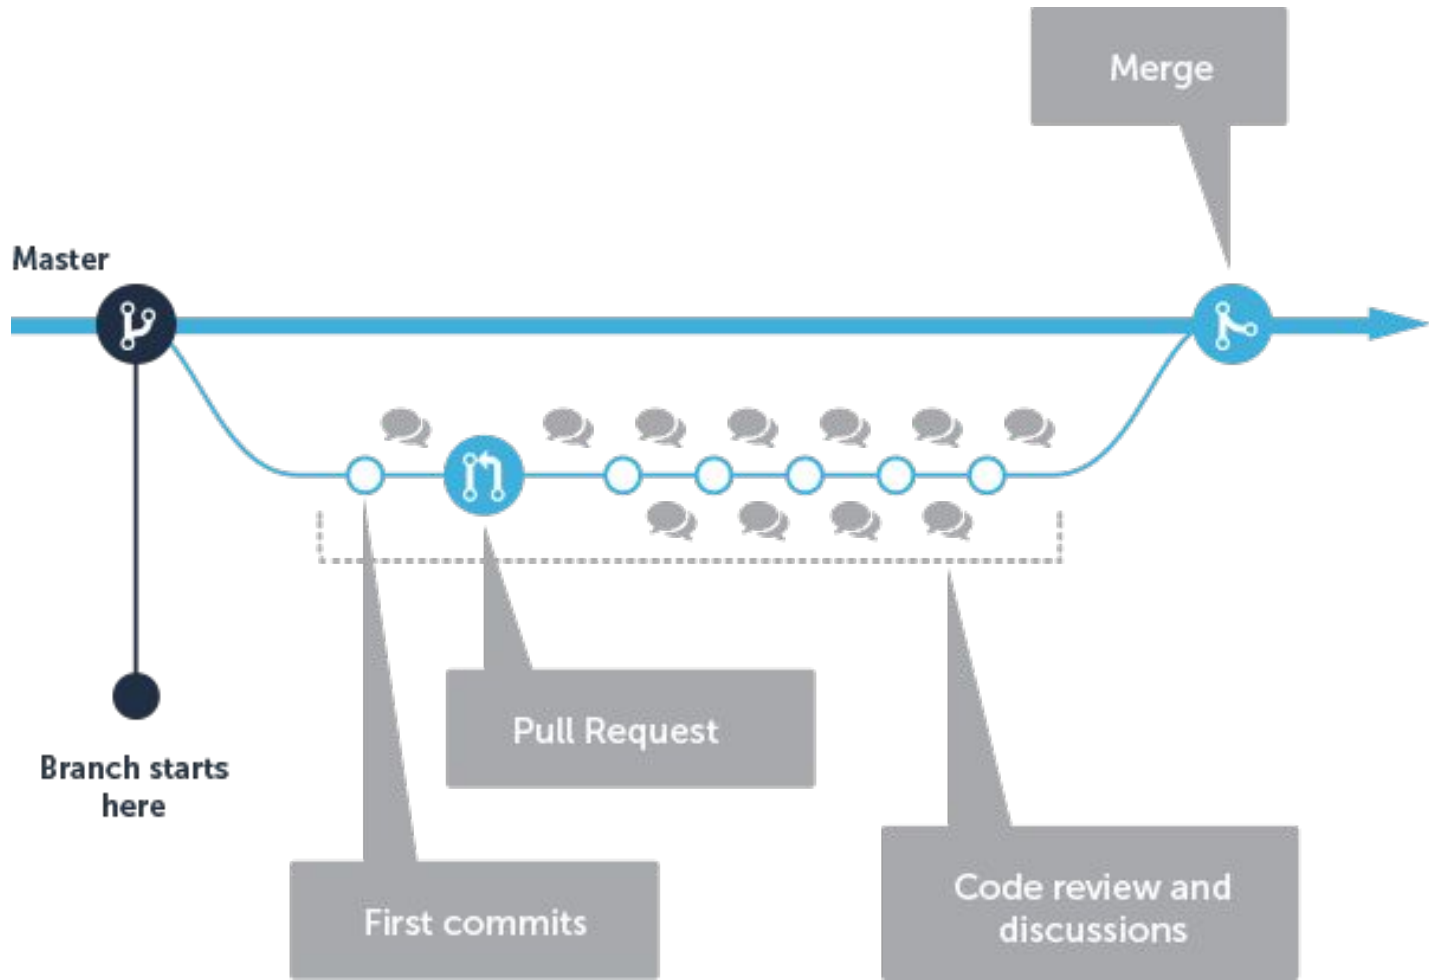 Merge
Master
Branch starts
here
Pull Request
First commits
Code review and
discussions